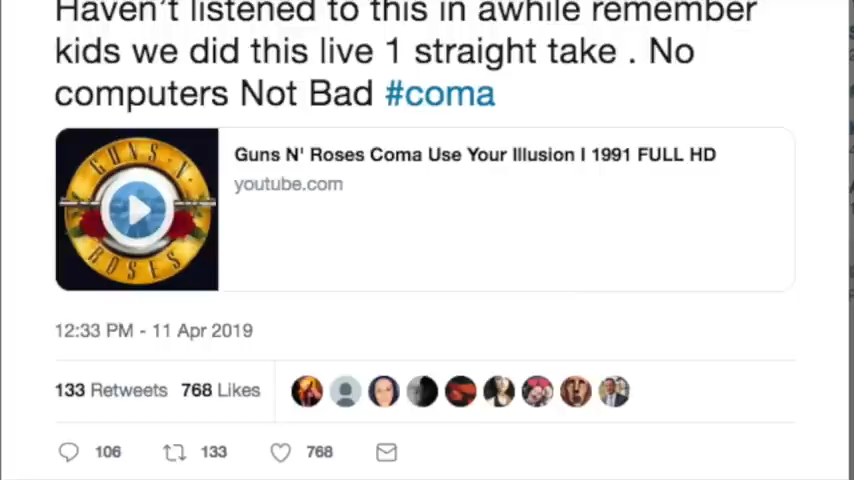 Haven't listened to this in awhile remember
kids we did this live 1 straight take . No
computers Not Bad #coma
GUNS N'
ROSES
Guns N' Roses Coma Use Your Illusion I 1991 FULL HD
youtube.com
12:33 PM - 11 Apr 2019
133 Retweets 768 Likes
106 133 768